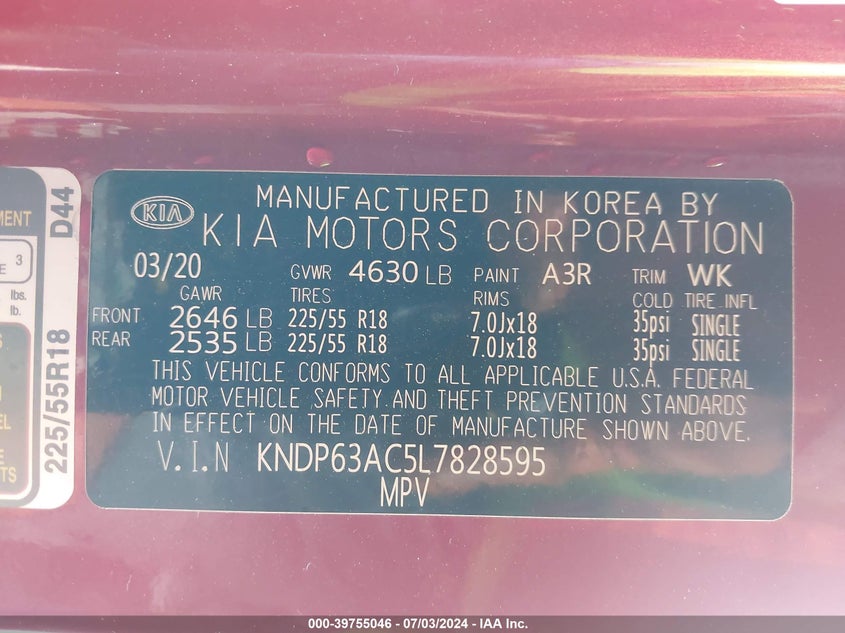 MANUFACTURED IN KOREA BY
KIA
KIA MOTORS CORPORATION
03/20 GVWR 4630 LB PAINT A3R TRIM WK
GAWR TIRES RIMS COLD TIRE INFL
FRONT 2646 LB 225/55 R18 7.0Jx18 35psi SINGLE
REAR 2535 LB 225/55 R18 7.0Jx18 35psi SINGLE
THIS VEHICLE CONFORMS TO ALL APPLICABLE U.S.A. FEDERAL
MOTOR VEHICLE SAFETY AND THEFT PREVENTION STANDARDS
IN EFFECT ON THE DATE OF MANUFACTURE SHOWN ABOVE.
V.I.N KNDP63AC5L7828595
MPV
225/55R18 D44
3
lbs.
lb.
000-39755046 - 07/03/2024 - IAA Inc.